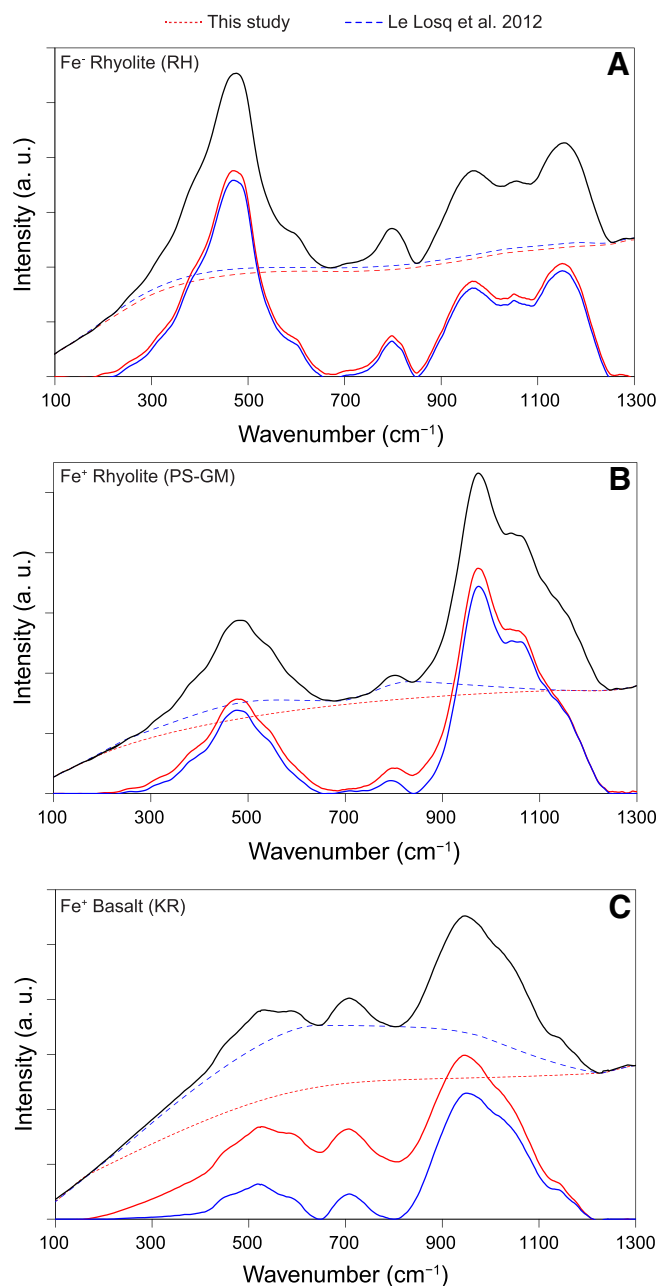 This study Le Losq et al. 2012
Fe⁻ Rhyolite (RH) A
Intensity (a. u.)
100 300 500 700 900 1100 1300
Wavenumber (cm⁻¹)
Fe⁺ Rhyolite (PS-GM) B
Intensity (a. u.)
100 300 500 700 900 1100 1300
Wavenumber (cm⁻¹)
Fe⁺ Basalt (KR) C
Intensity (a. u.)
100 300 500 700 900 1100 1300
Wavenumber (cm⁻¹)